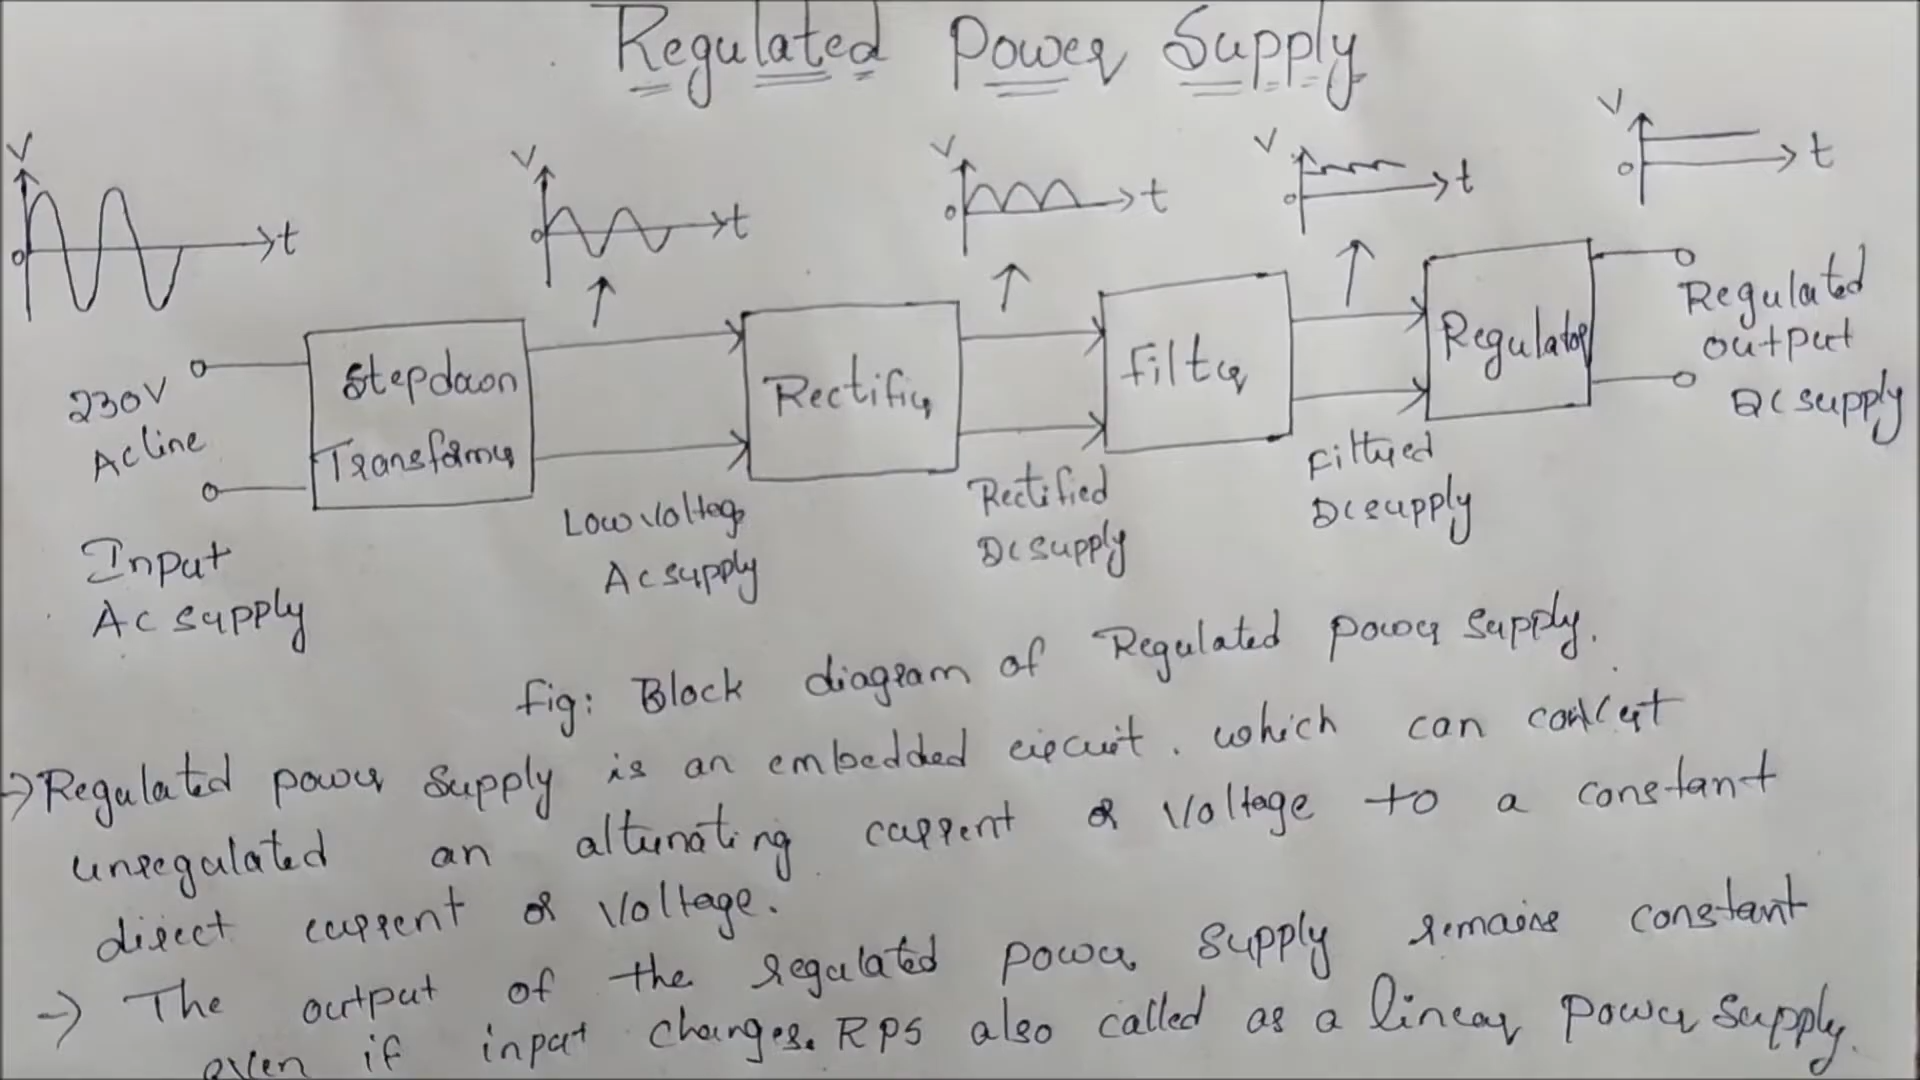 Regulated Power Supply
V
t
0
V
t
0
V
t
0
V
t
0
V
t
0
230V
Ac line
Input
Ac supply
Stepdown
Transformer
Low voltage
Ac supply
Rectifier
Rectified
Dc supply
Filter
Filtered
Dc supply
Regulator
Regulated
output
Dc supply
fig: Block diagram of Regulated power supply.
→ Regulated power supply is an embedded circuit. which can convert
unregulated an alternating current or voltage to a constant
direct current or voltage.
→ The output of the regulated power supply remains constant
even if input changes. RPS also called as a linear power supply.